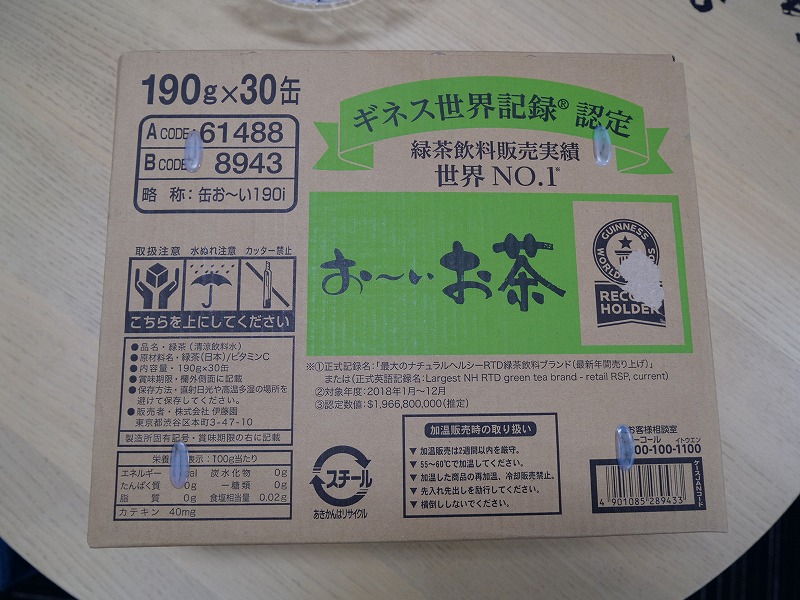 190g×30缶
A CODE: 61488
B CODE 8943
略 称:缶お〜い190i
ギネス世界記録® 認定
緑茶飲料販売実績
世界 NO.1※
お〜いお茶
GUINNESS
WORLD
RECORD
HOLDER
取扱注意 水ぬれ注意 カッター禁止
こちらを上にしてください
●品名・緑茶(清涼飲料水)
●原材料名・緑茶(日本)/ビタミンC
●内容量・190g×30缶
●賞味期限・欄外側面に記載
●保存方法・直射日光や高温多湿の場所を
避けて保存してください。
●販売者・株式会社 伊藤園
東京都渋谷区本町3-47-10
製造所固有記号・賞味期限の右に記載
※①正式記録名:「最大のナチュラルヘルシーRTD緑茶飲料ブランド(最新年間売り上げ)」
または(正式英語記録名:Largest NH RTD green tea brand - retail RSP, current)
②対象年度:2018年1月〜12月
③認定数値:$1,966,800,000(推定)
栄養 表示:100g当たり
エネルギー cal 炭水化物 0g
たんぱく質 0g ー糖類 0g
脂質 0g 食塩相当量 0.02g
カテキン 40mg
スチール
あきかんはリサイクル
加温販売時の取り扱い
▼加温販売は2週間以内を厳守。
▼55〜60℃で加温してください。
▼加温した商品の再加温、冷却販売禁止。
▼先入れ先出しを励行してください。
▼横倒ししないでください。
お客様相談室
ーコール イトウエン
00-100-1100
ケースJANコード
4 901085 289433